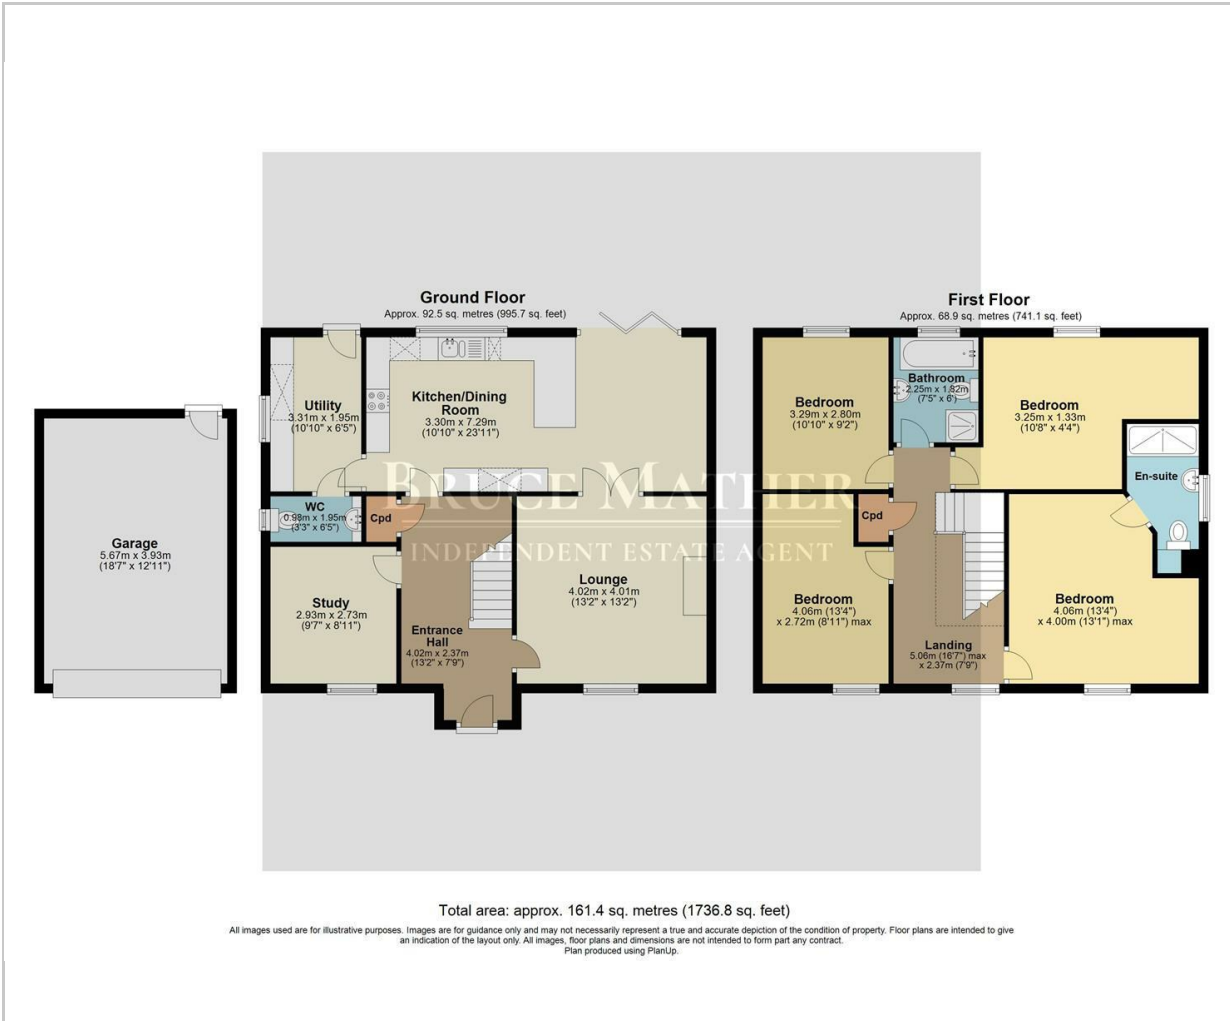 Ground Floor
Approx. 92.5 sq. metres (995.7 sq. feet)
First Floor
Approx. 68.9 sq. metres (741.1 sq. feet)
Utility
3.31m x 1.95m
(10'10" x 6'5")
Kitchen/Dining
Room
3.30m x 7.29m
(10'10" x 23'11")
WC
0.98m x 1.95m
(3'3" x 6'5")
Cpd
Garage
5.67m x 3.93m
(18'7" x 12'11")
Study
2.93m x 2.73m
(9'7" x 8'11")
Entrance
Hall
4.02m x 2.37m
(13'2" x 7'9")
Lounge
4.02m x 4.01m
(13'2" x 13'2")
Bedroom
3.29m x 2.80m
(10'10" x 9'2")
Bathroom
2.25m x 1.82m
(7'5" x 6')
Bedroom
3.25m x 1.33m
(10'8" x 4'4")
En-suite
Cpd
Bedroom
4.06m (13'4")
x 2.72m (8'11") max
Landing
5.06m (16'7") max
x 2.37m (7'9")
Bedroom
4.06m (13'4")
x 4.00m (13'1") max
BRUCE MATHER
INDEPENDENT ESTATE AGENT
Total area: approx. 161.4 sq. metres (1736.8 sq. feet)
All images used are for illustrative purposes. Images are for guidance only and may not necessarily represent a true and accurate depiction of the condition of property. Floor plans are intended to give
an indication of the layout only. All images, floor plans and dimensions are not intended to form part any contract.
Plan produced using PlanUp.